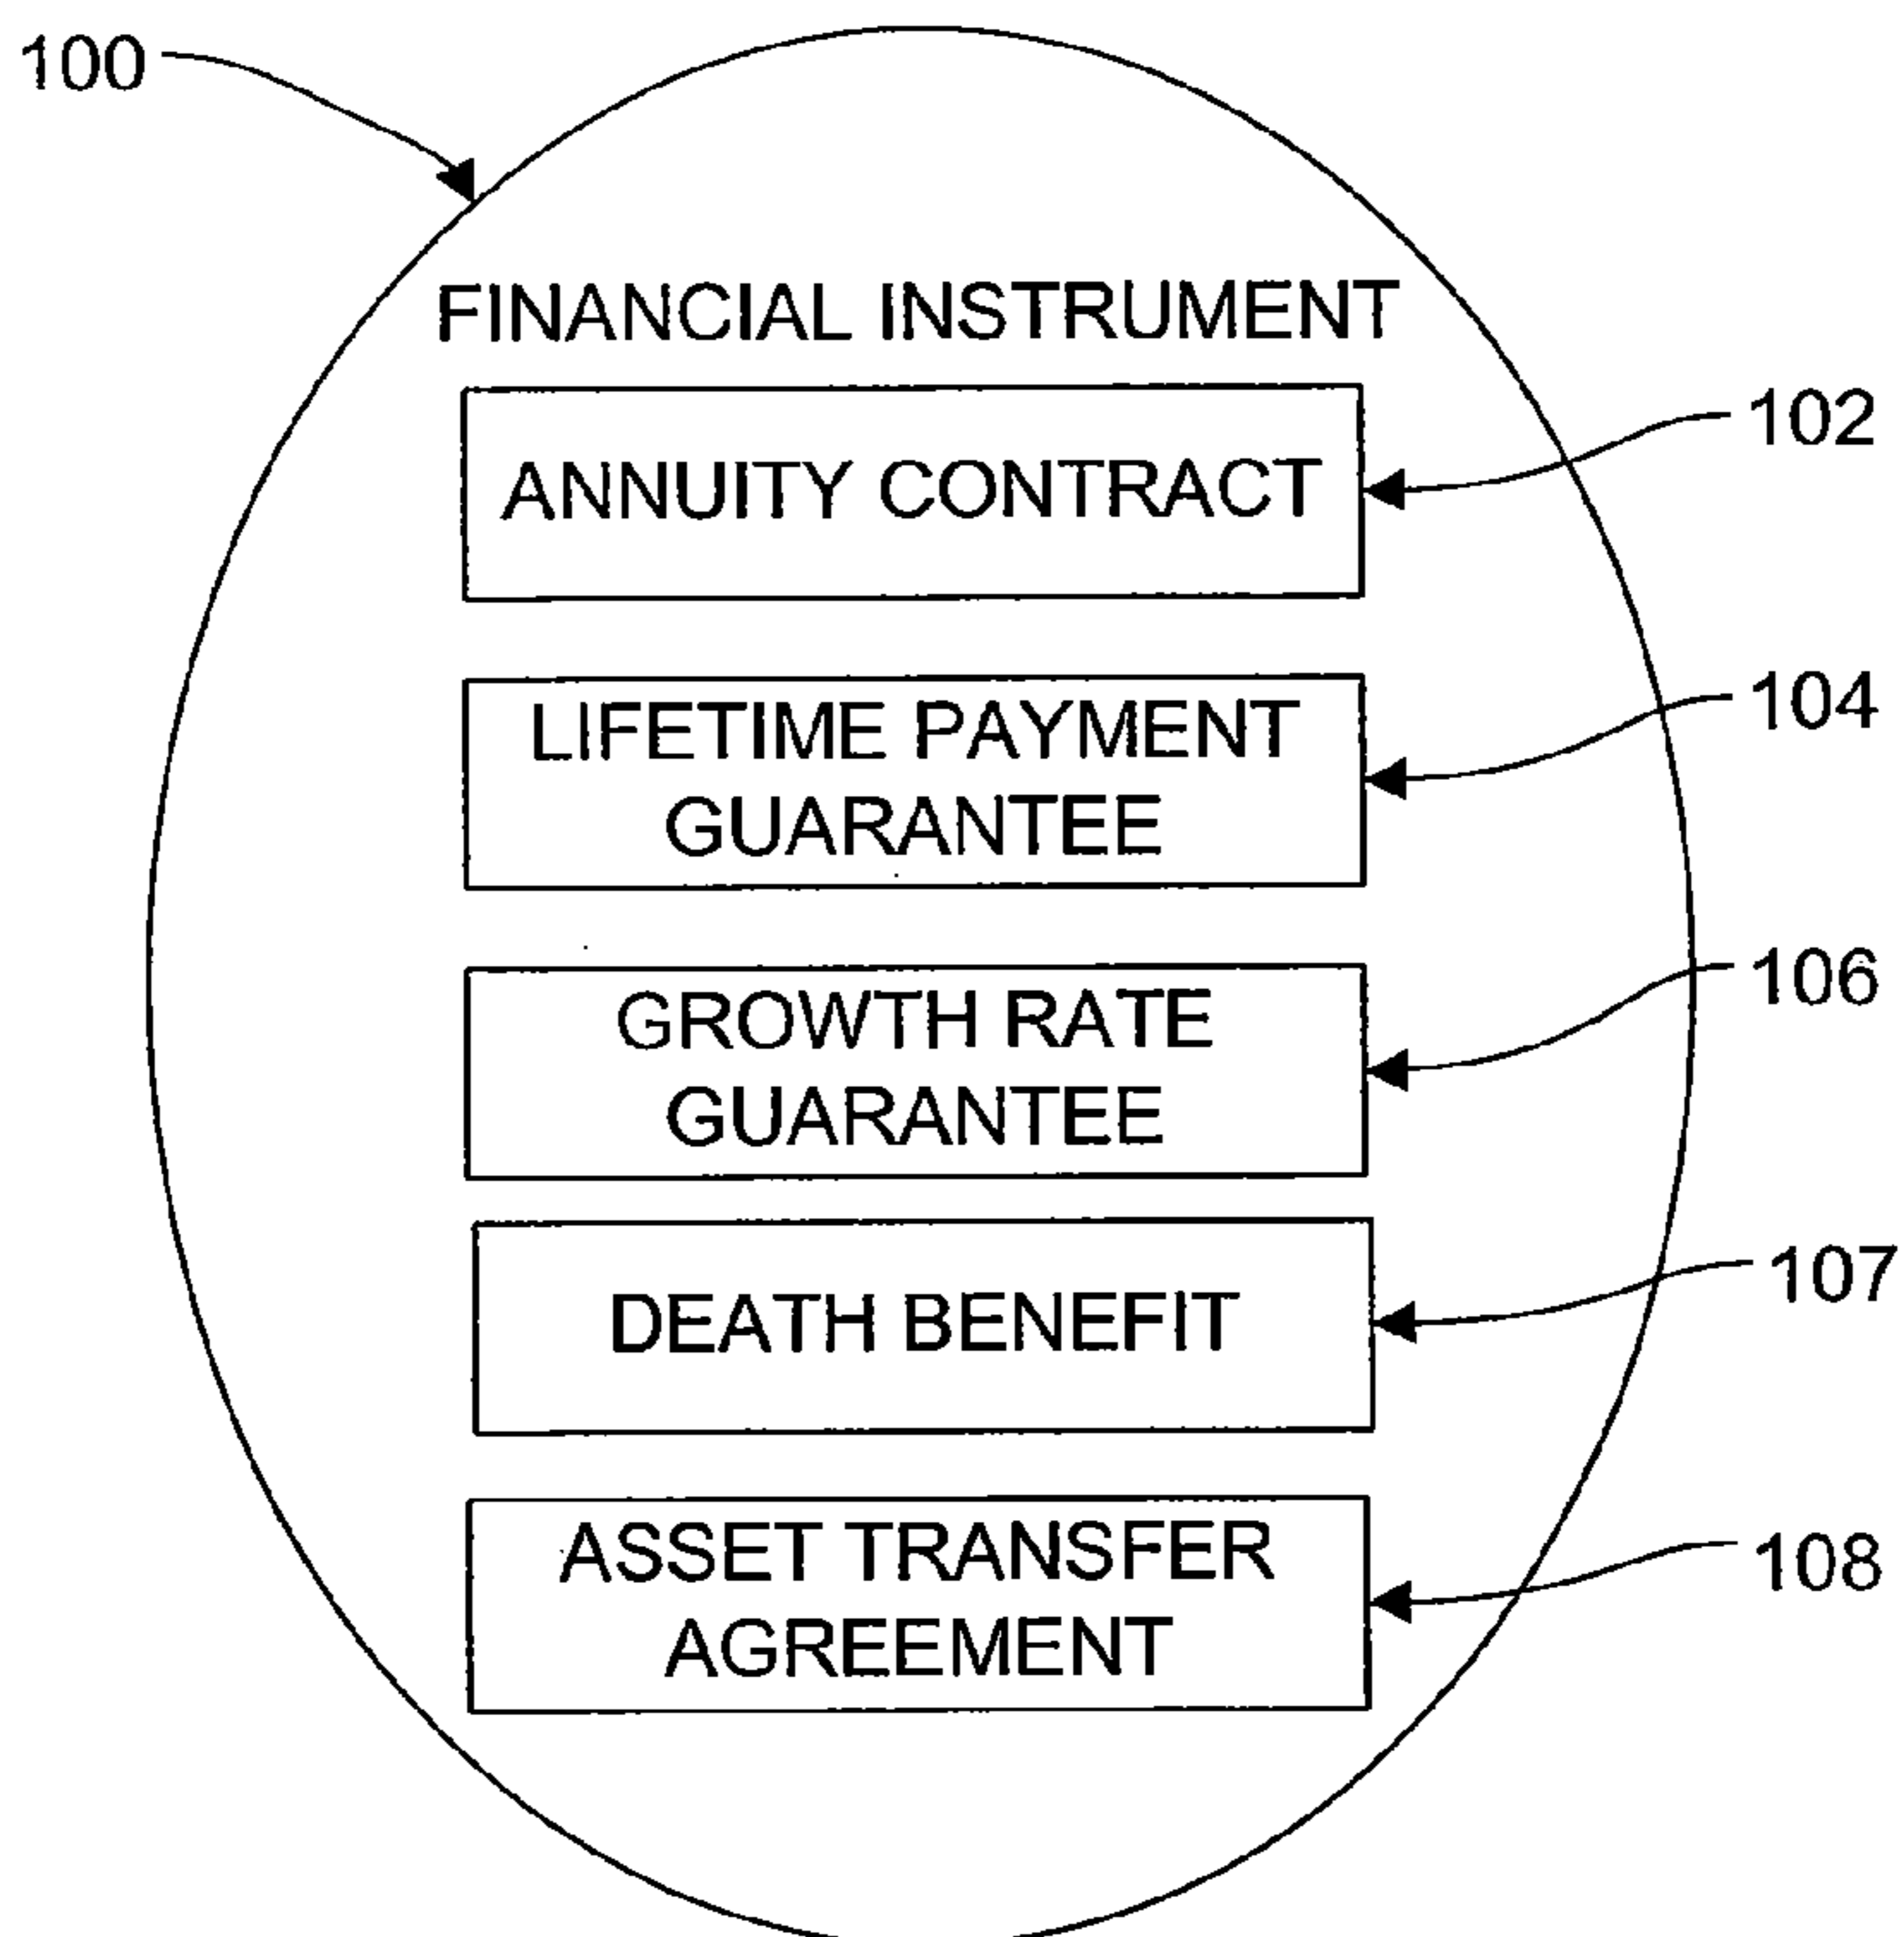 100
FINANCIAL INSTRUMENT
ANNUITY CONTRACT
102
LIFETIME PAYMENT
GUARANTEE
104
GROWTH RATE
GUARANTEE
106
DEATH BENEFIT
107
ASSET TRANSFER
AGREEMENT
108